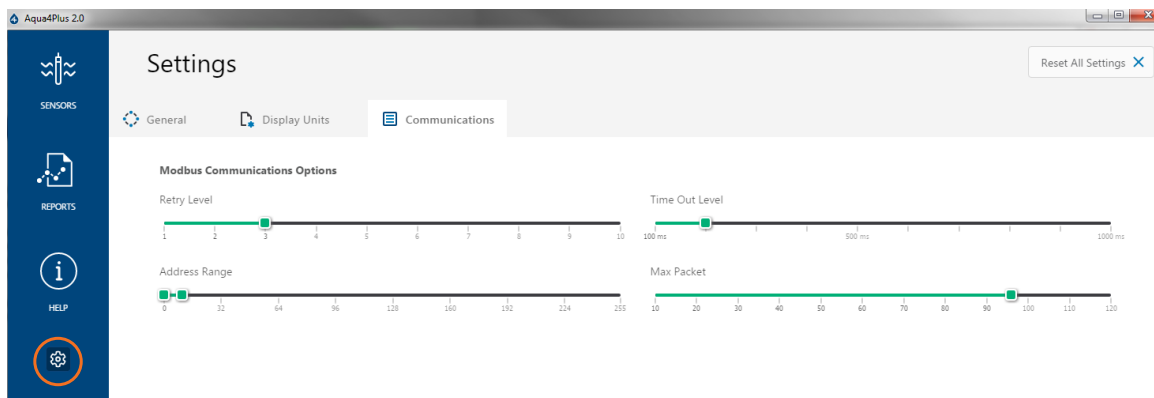 Aqua4Plus 2.0
SENSORS
REPORTS
HELP
Settings
Reset All Settings
General Display Units Communications
Modbus Communications Options
Retry Level
1 2 3 4 5 6 7 8 9 10
Time Out Level
100 ms 500 ms 1000 ms
Address Range
0 32 64 96 128 160 192 224 255
Max Packet
10 20 30 40 50 60 70 80 90 100 110 120